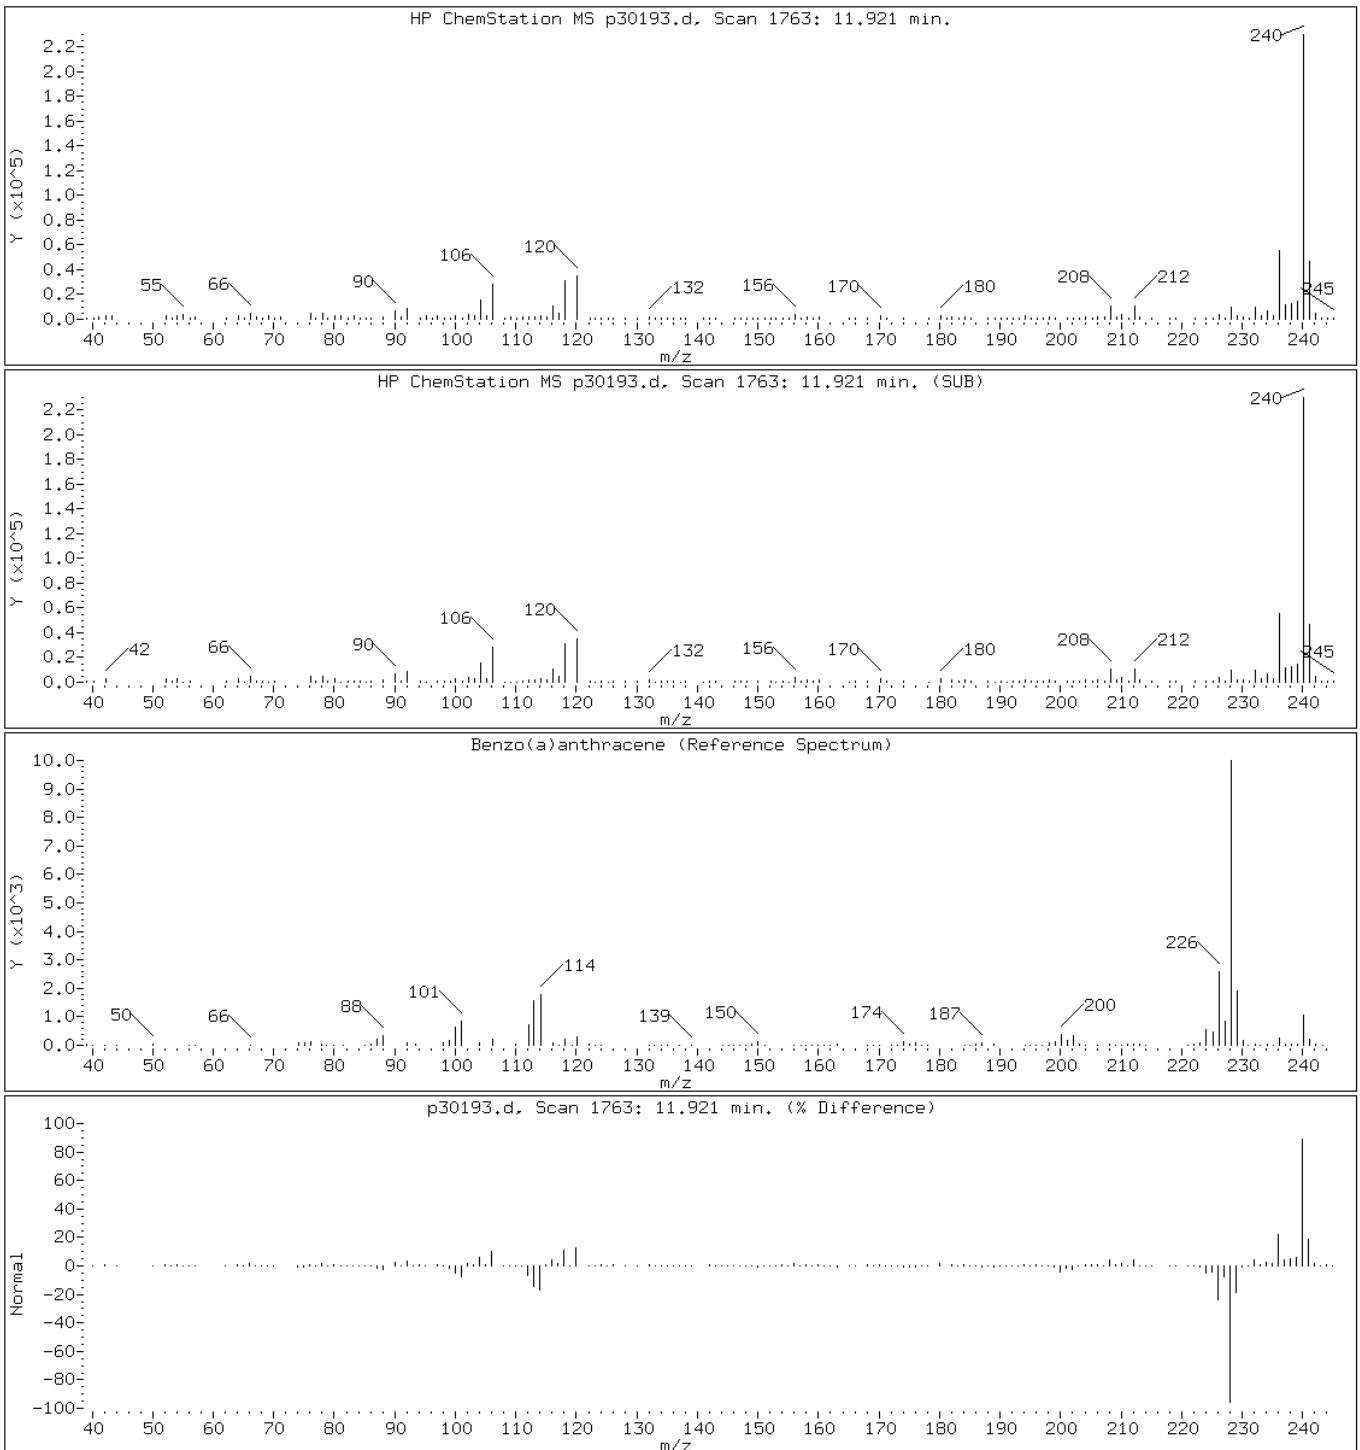 HP ChemStation MS p30193.d, Scan 1763: 11.921 min.
Y (x10^5)
2.2-
2.0-
1.8-
1.6-
1.4-
1.2-
1.0-
0.8-
0.6-
0.4-
0.2-
0.0-
55 66 90 106 120 132 156 170 180 208 212 240 245
40 50 60 70 80 90 100 110 120 130 140 150 160 170 180 190 200 210 220 230 240
m/z
HP ChemStation MS p30193.d, Scan 1763: 11.921 min. (SUB)
Y (x10^5)
2.2-
2.0-
1.8-
1.6-
1.4-
1.2-
1.0-
0.8-
0.6-
0.4-
0.2-
0.0-
42 66 90 106 120 132 156 170 180 208 212 240 245
40 50 60 70 80 90 100 110 120 130 140 150 160 170 180 190 200 210 220 230 240
m/z
Benzo(a)anthracene (Reference Spectrum)
Y (x10^3)
10.0-
9.0-
8.0-
7.0-
6.0-
5.0-
4.0-
3.0-
2.0-
1.0-
0.0-
50 66 88 101 114 139 150 174 187 200 226
40 50 60 70 80 90 100 110 120 130 140 150 160 170 180 190 200 210 220 230 240
m/z
p30193.d, Scan 1763: 11.921 min. (% Difference)
Normal
100-
80-
60-
40-
20-
0-
-20-
-40-
-60-
-80-
-100-
40 50 60 70 80 90 100 110 120 130 140 150 160 170 180 190 200 210 220 230 240
m/z